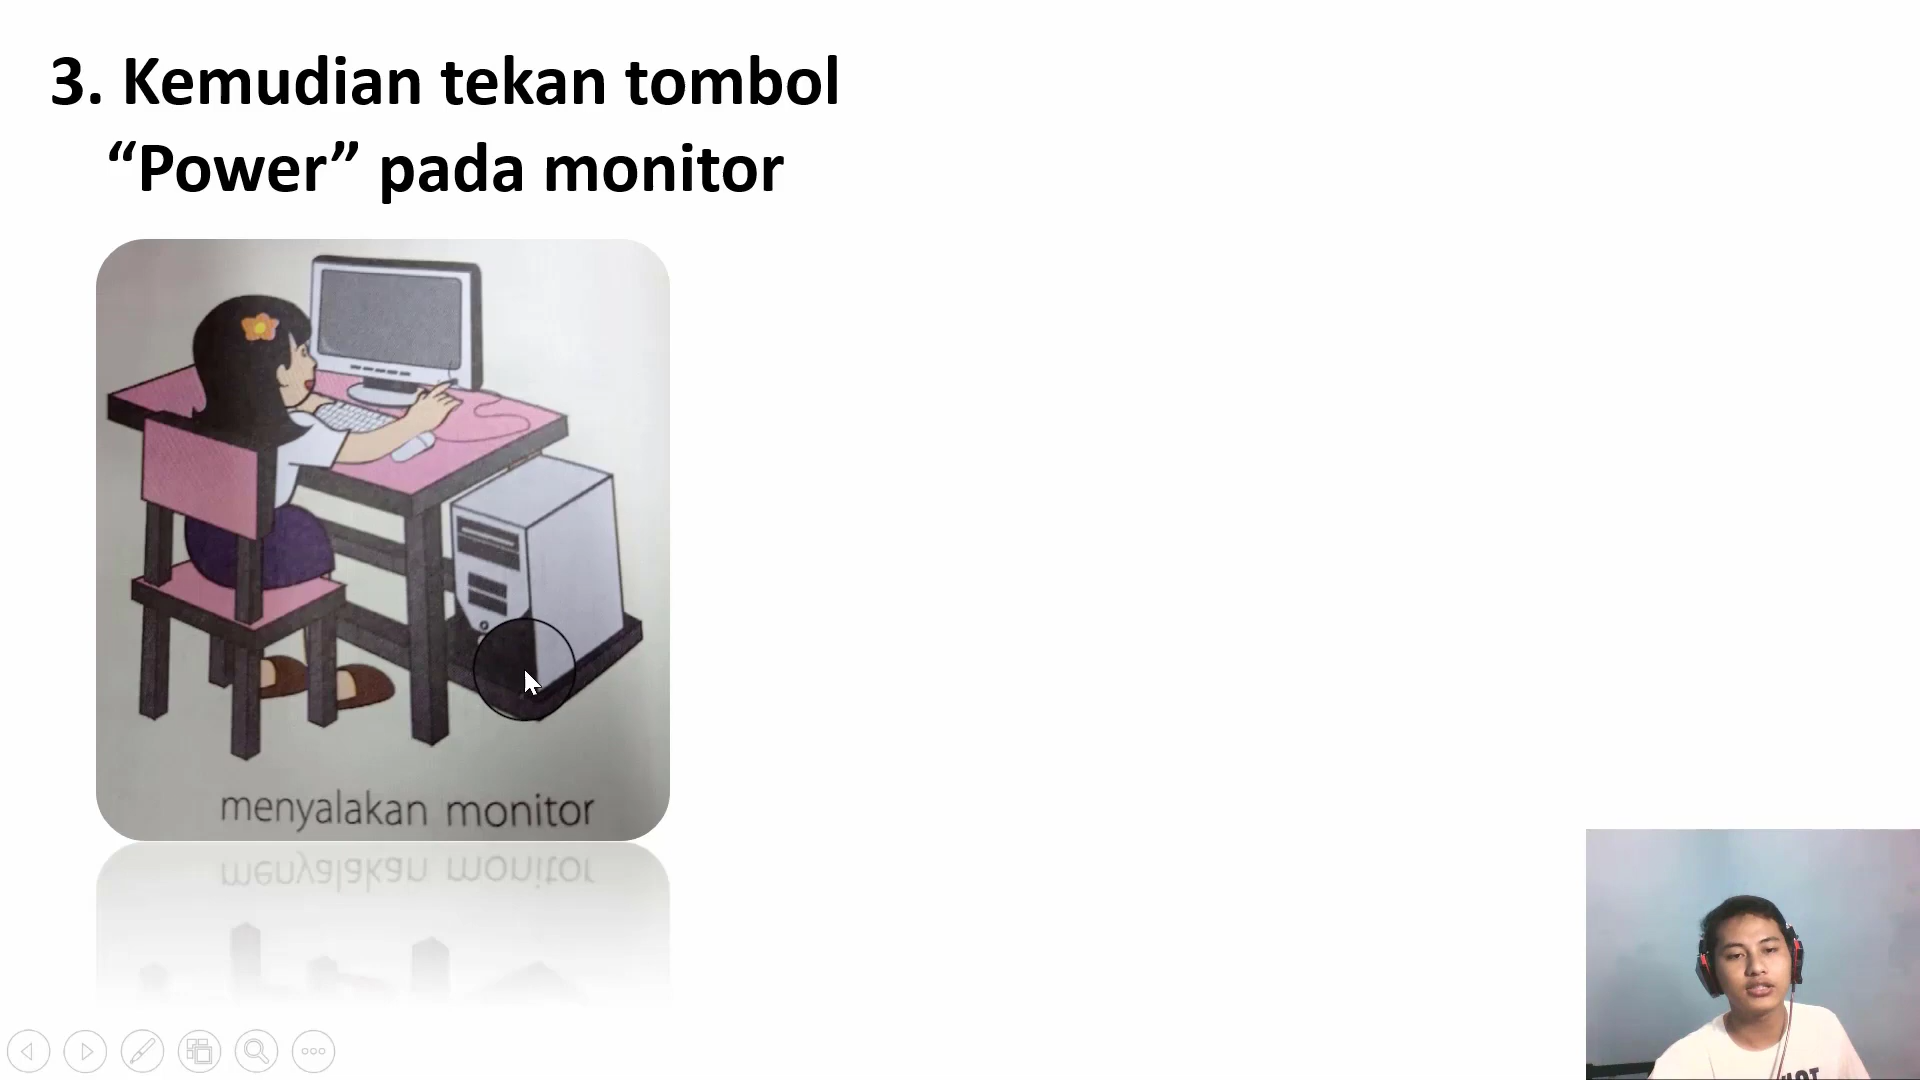 3. Kemudian tekan tombol
“Power” pada monitor
menyalakan monitor